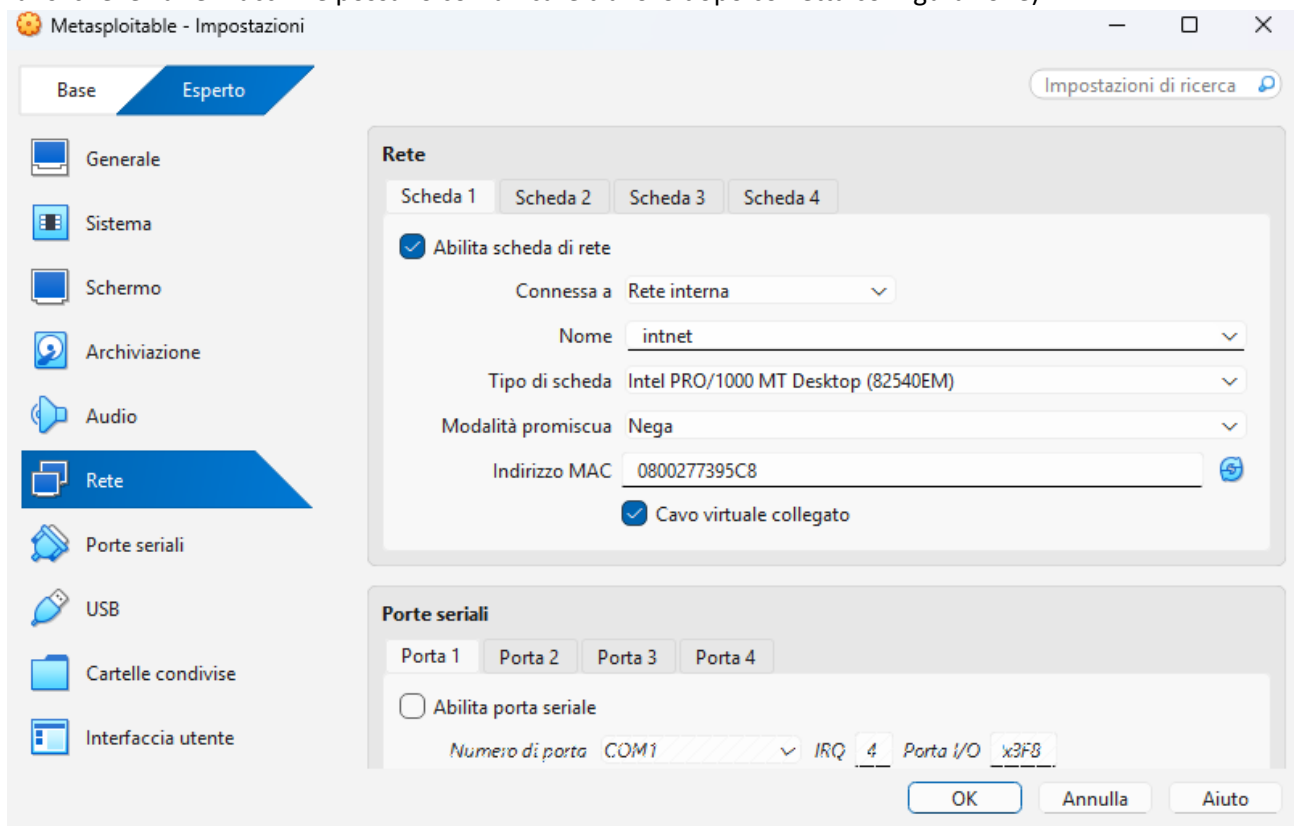 Metasploitable - Impostazioni
Base Esperto
Impostazioni di ricerca
Generale
Sistema
Schermo
Archiviazione
Audio
Rete
Porte seriali
USB
Cartelle condivise
Interfaccia utente
Rete
Scheda 1 Scheda 2 Scheda 3 Scheda 4
Abilita scheda di rete
Connessa a Rete interna
Nome intnet
Tipo di scheda Intel PRO/1000 MT Desktop (82540EM)
Modalità promiscua Nega
Indirizzo MAC 0800277395C8
Cavo virtuale collegato
Porte seriali
Porta 1 Porta 2 Porta 3 Porta 4
Abilita porta seriale
Numero di porta COM1 IRQ 4 Porta I/O x3F8
OK Annulla Aiuto